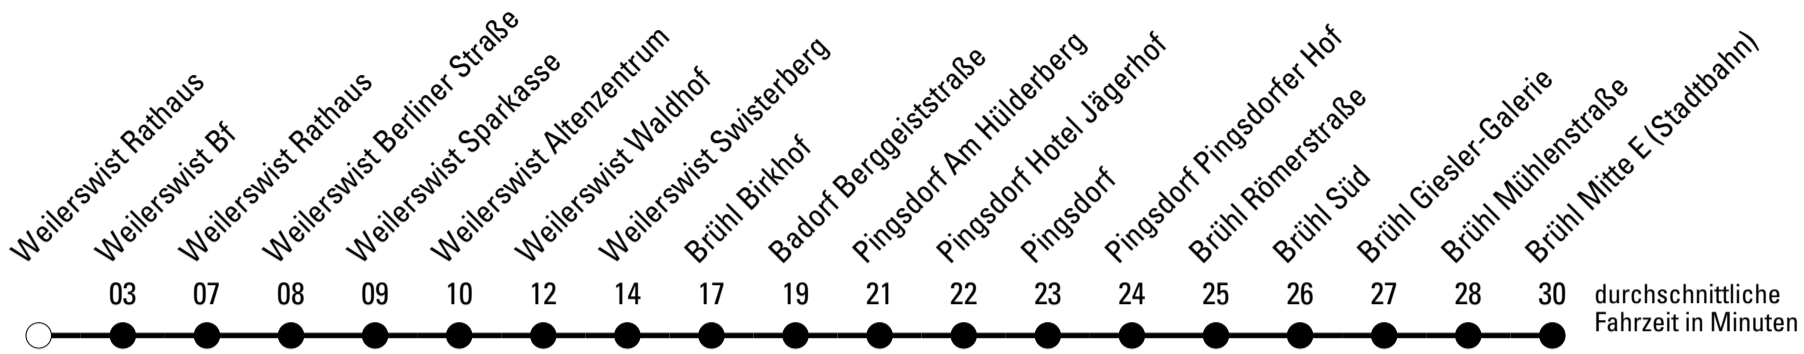 Weilerswist Rathaus
Weilerswist Bf
Weilerswist Rathaus
Weilerswist Berliner Straße
Weilerswist Sparkasse
Weilerswist Altenzentrum
Weilerswist Waldhof
Weilerswist Swisterberg
Brühl Birkhof
Badorf Berggeiststraße
Pingsdorf Am Hülderberg
Pingsdorf Hotel Jägerhof
Pingsdorf
Pingsdorf Pingsdorfer Hof
Brühl Römerstraße
Brühl Süd
Brühl Giesler-Galerie
Brühl Mühlenstraße
Brühl Mitte E (Stadtbahn)
03 07 08 09 10 12 14 17 19 21 22 23 24 25 26 27 28 30
durchschnittliche
Fahrzeit in Minuten